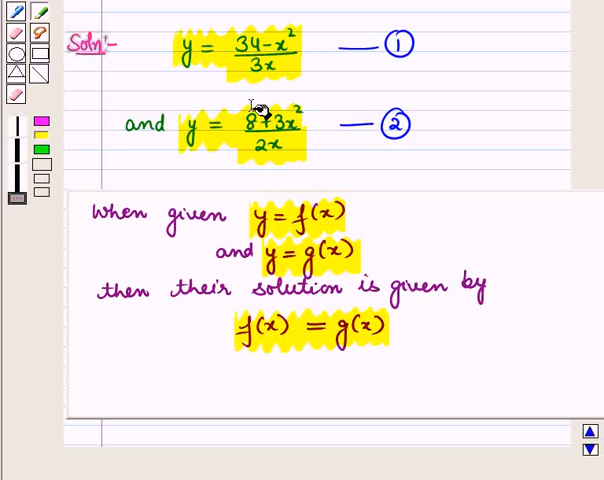 Soln:-
y = (34-x²)/(3x) —— ①
and y = (8+3x²)/(2x) —— ②
When given y = f(x)
and y = g(x)
then their solution is given by
f(x) = g(x)